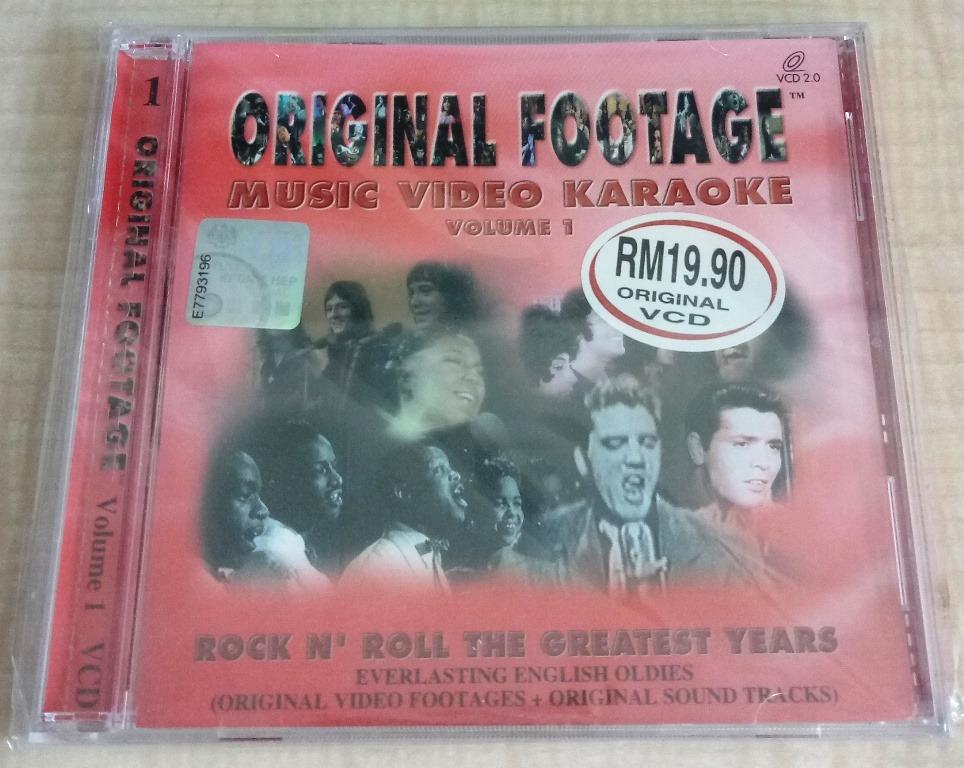 VCD 2.0
ORIGINAL FOOTAGE™
MUSIC VIDEO KARAOKE
VOLUME 1
RM19.90
ORIGINAL
VCD
E7793196
HEP
ROCK N' ROLL THE GREATEST YEARS
EVERLASTING ENGLISH OLDIES
(ORIGINAL VIDEO FOOTAGES + ORIGINAL SOUND TRACKS)
1 ORIGINAL FOOTAGE Volume 1 VCD